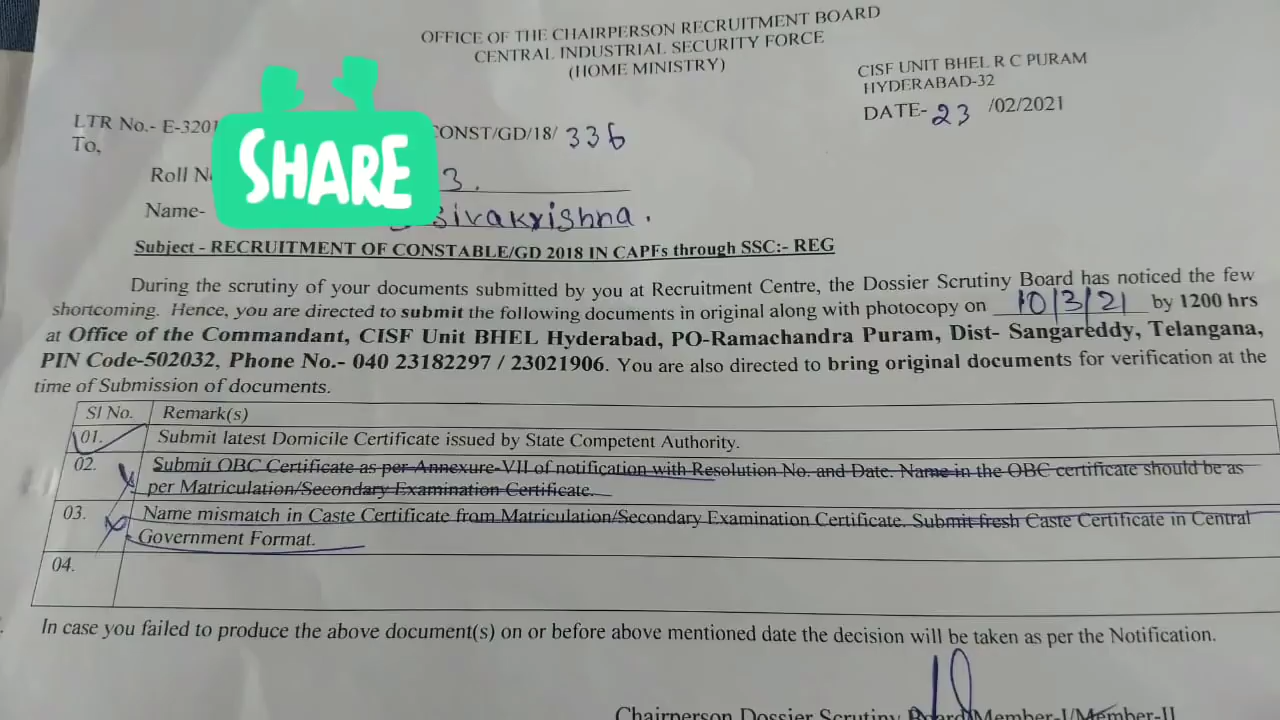 OFFICE OF THE CHAIRPERSON RECRUITMENT BOARD
CENTRAL INDUSTRIAL SECURITY FORCE
(HOME MINISTRY)
CISF UNIT BHEL R C PURAM
HYDERABAD-32
DATE- 23 /02/2021
LTR No.- E-3201 CONST/GD/18/ 336
To,
SHARE
Roll N 3.
Name- sivakrishna.
Subject - RECRUITMENT OF CONSTABLE/GD 2018 IN CAPFs through SSC:- REG
During the scrutiny of your documents submitted by you at Recruitment Centre, the Dossier Scrutiny Board has noticed the few
shortcoming. Hence, you are directed to submit the following documents in original along with photocopy on 10/3/21 by 1200 hrs
at Office of the Commandant, CISF Unit BHEL Hyderabad, PO-Ramachandra Puram, Dist- Sangareddy, Telangana,
PIN Code-502032, Phone No.- 040 23182297 / 23021906. You are also directed to bring original documents for verification at the
time of Submission of documents.
Sl No. Remark(s)
01. Submit latest Domicile Certificate issued by State Competent Authority.
02. Submit OBC Certificate as per Annexure-VII of notification with Resolution No. and Date. Name in the OBC certificate should be as
per Matriculation/Secondary Examination Certificate.
03. Name mismatch in Caste Certificate from Matriculation/Secondary Examination Certificate. Submit fresh Caste Certificate in Central
Government Format.
04.
In case you failed to produce the above document(s) on or before above mentioned date the decision will be taken as per the Notification.
Chairperson Dossier Scrutiny Board/Member-I/Member-II